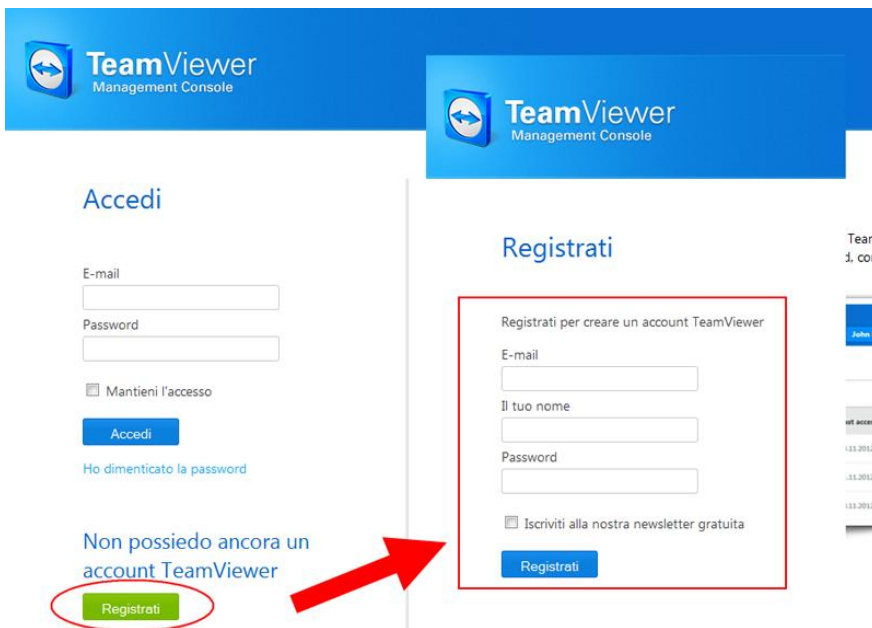 TeamViewer
Management Console
Accedi
E-mail
Password
Mantieni l'accesso
Accedi
Ho dimenticato la password
Non possiedo ancora un
account TeamViewer
Registrati
TeamViewer
Management Console
Registrati
Registrati per creare un account TeamViewer
E-mail
Il tuo nome
Password
Iscriviti alla nostra newsletter gratuita
Registrati
John